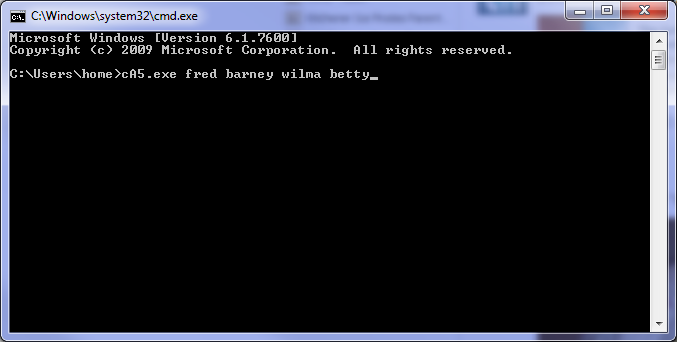 C:\Windows\system32\cmd.exe
Microsoft Windows [Version 6.1.7600]
Copyright (c) 2009 Microsoft Corporation.  All rights reserved.
C:\Users\home>cA5.exe fred barney wilma betty_